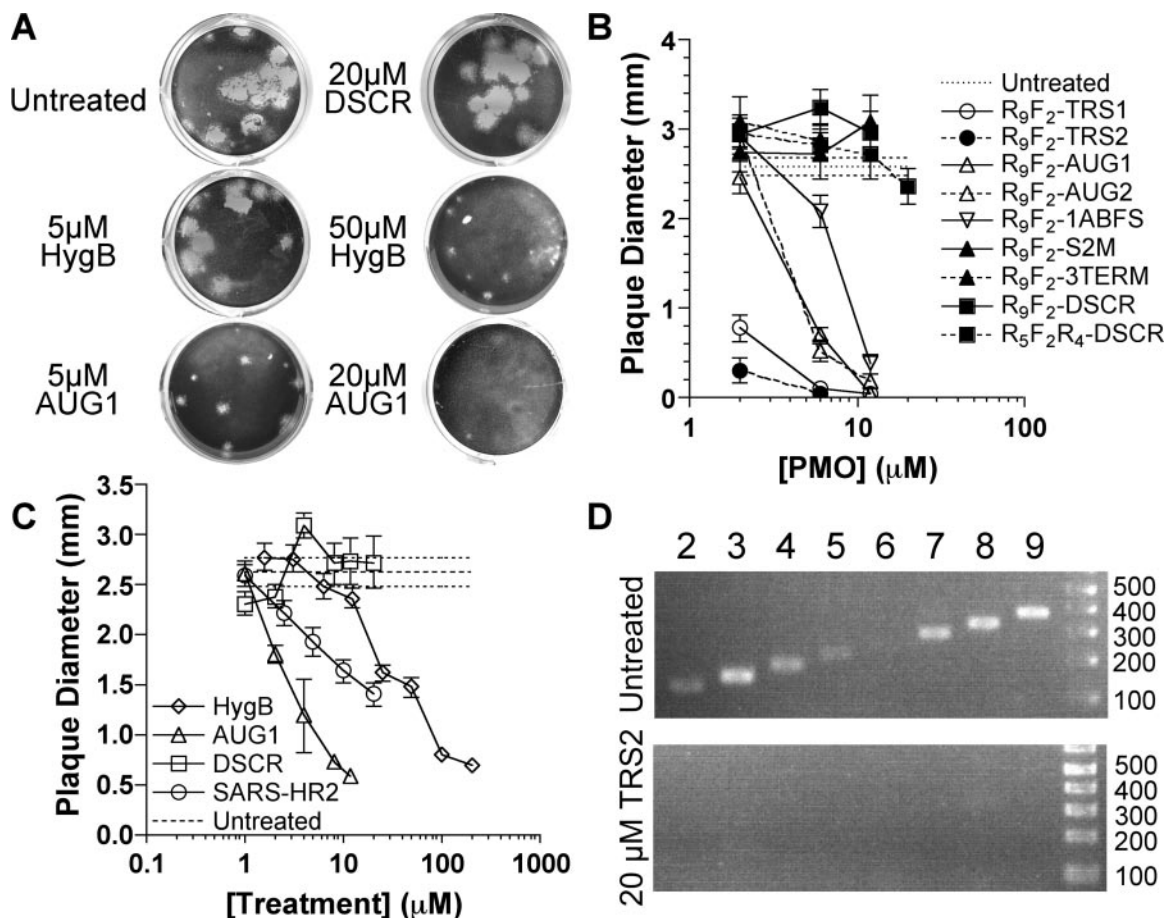 A
Untreated
20μM
DSCR
5μM
HygB
50μM
HygB
5μM
AUG1
20μM
AUG1
B
Plaque Diameter (mm)
4
3
2
1
0
1
10
100
[PMO] (μM)
Untreated
R₉F₂-TRS1
R₉F₂-TRS2
R₉F₂-AUG1
R₉F₂-AUG2
R₉F₂-1ABFS
R₉F₂-S2M
R₉F₂-3TERM
R₉F₂-DSCR
R₅F₂R₄-DSCR
C
Plaque Diameter (mm)
3.5
3.0
2.5
2.0
1.5
1.0
0.5
0.0
0.1
1
10
100
1000
[Treatment] (μM)
HygB
AUG1
DSCR
SARS-HR2
Untreated
D
2 3 4 5 6 7 8 9
Untreated
500
400
300
200
100
20 μM TRS2
500
400
300
200
100